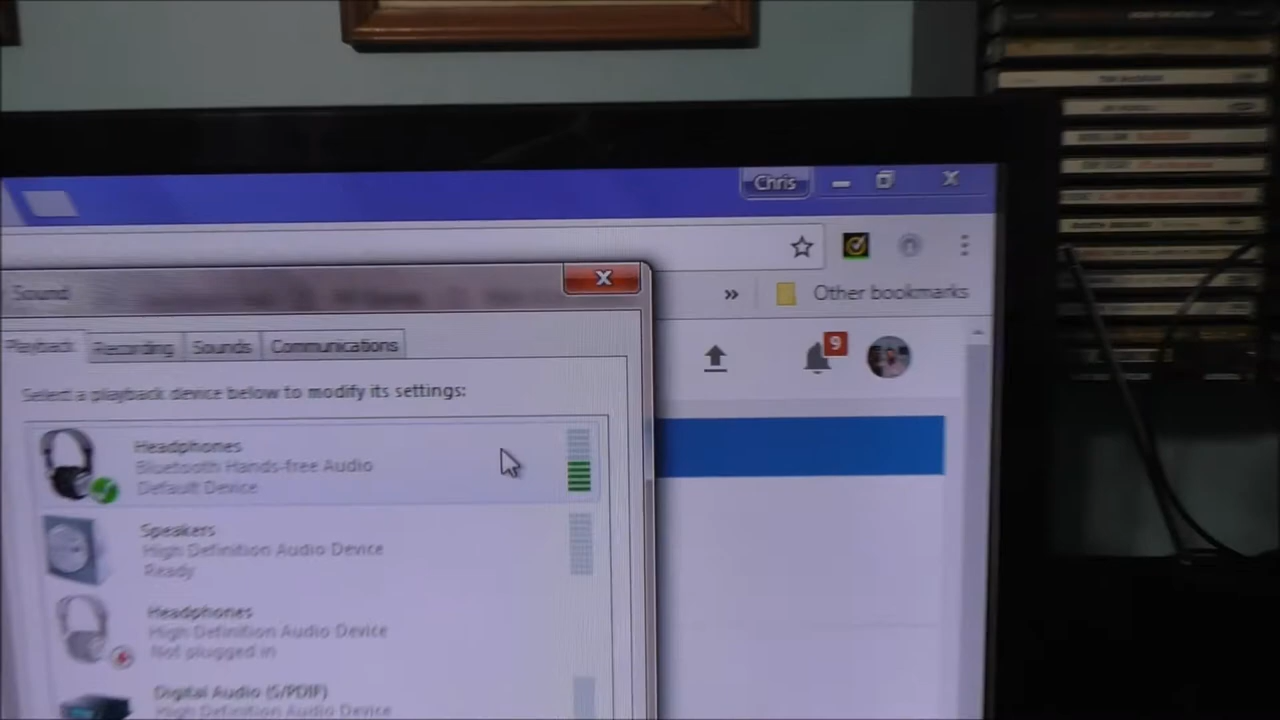 Chris
»
Other bookmarks
Sound
Playback
Recording
Sounds
Communications
9
Select a playback device below to modify its settings:
Headphones
Bluetooth Hands-free Audio
Default Device
Speakers
High Definition Audio Device
Ready
Headphones
High Definition Audio Device
Not plugged in
Digital Audio (S/PDIF)
High Definition Audio Device